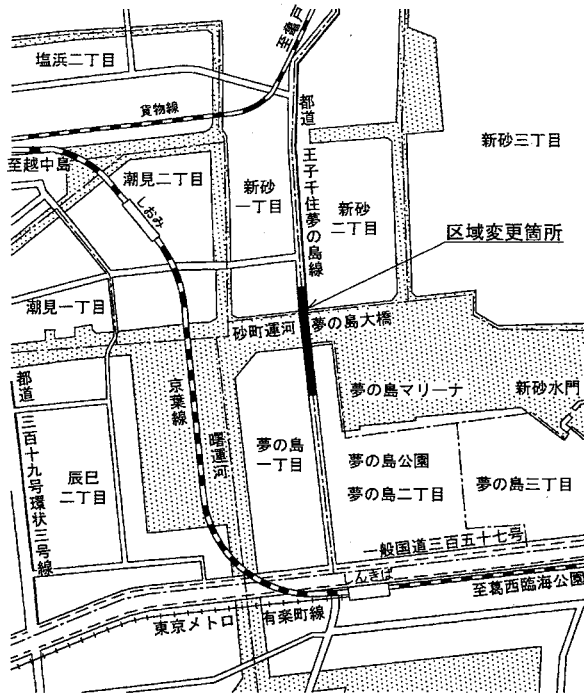 塩浜二丁目
至亀戸
貨物線
都道 王子千住夢の島線
新砂三丁目
至越中島
潮見二丁目
しおみ
新砂
一丁目
新砂
二丁目
区域変更箇所
潮見一丁目
砂町運河
夢の島大橋
都道 三百十九号環状三号線
京葉線
曙運河
夢の島マリーナ
新砂水門
夢の島
一丁目
夢の島公園
夢の島二丁目
夢の島三丁目
辰巳
二丁目
一般国道三百五十七号
しんきば
至葛西臨海公園
東京メトロ 有楽町線